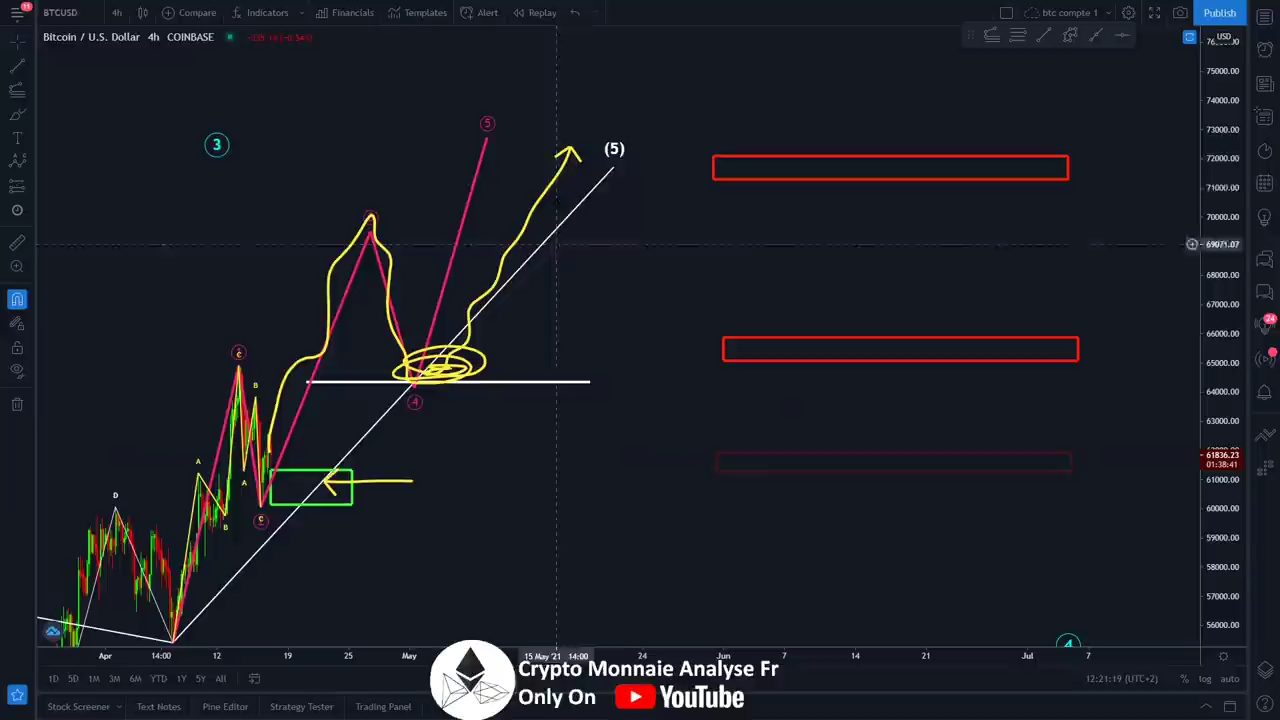 11
BTCUSD 4h Compare Indicators Financials Templates Alert Replay btc compte 1 Publish
Bitcoin / U.S. Dollar 4h COINBASE
USD
75000.00
74000.00
73000.00
72000.00
71000.00
70000.00
69071.07
68000.00
67000.00
66000.00
65000.00
64000.00
63000.00
61836.23
01:38:41
61000.00
60000.00
59000.00
58000.00
57000.00
56000.00
24
3
5
(5)
C
B
A
A
4
C
B
D
4
Apr 14:00 12 19 25 May 15 May '21 14:00 24 Jun 7 14 21 Jul 7
1D 5D 1M 3M 6M YTD 1Y 5Y All 12:21:19 (UTC+2) % log auto
Stock Screener Text Notes Pine Editor Strategy Tester Trading Panel
Crypto Monnaie Analyse Fr
Only On YouTube